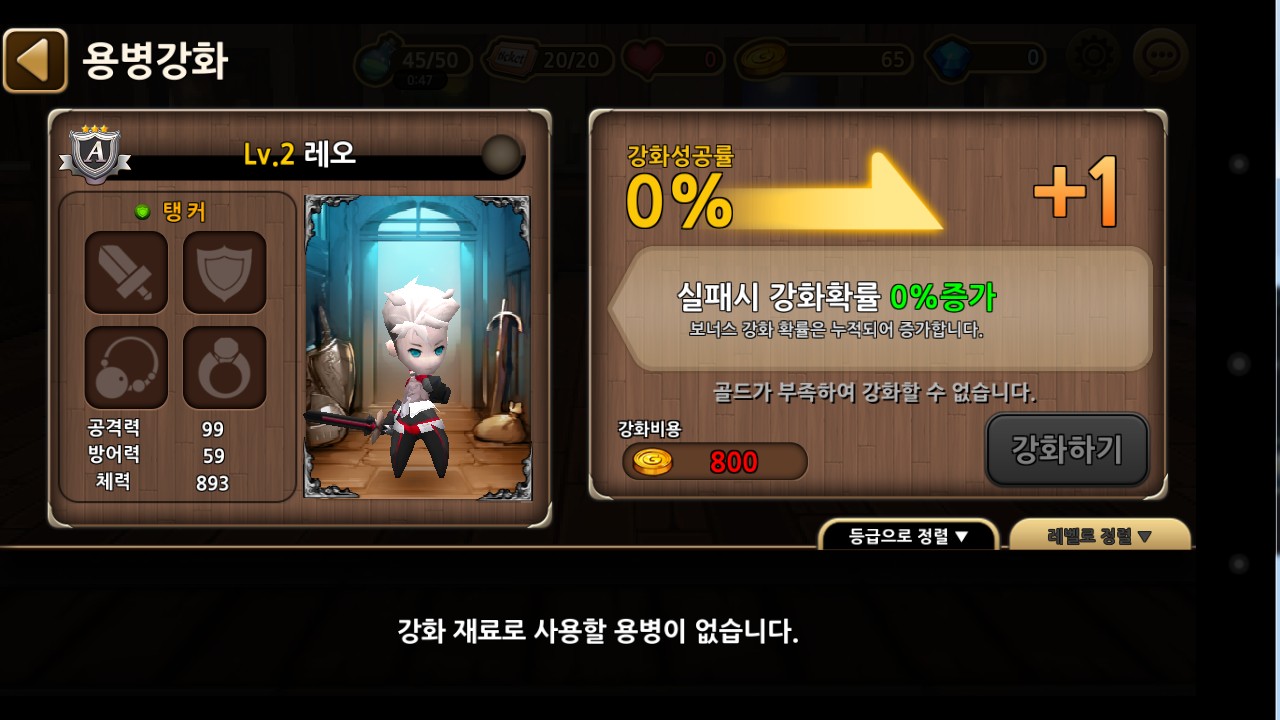 용병강화
45/50
0:47
Ticket
20/20
0
65
0
A
Lv.2 레오
탱커
공격력 99
방어력 59
체력 893
강화성공률
0%
+1
실패시 강화확률 0%증가
보너스 강화 확률은 누적되어 증가합니다.
골드가 부족하여 강화할 수 없습니다.
강화비용
G 800
강화하기
등급으로 정렬 ▼
레벨로 정렬 ▼
강화 재료로 사용할 용병이 없습니다.